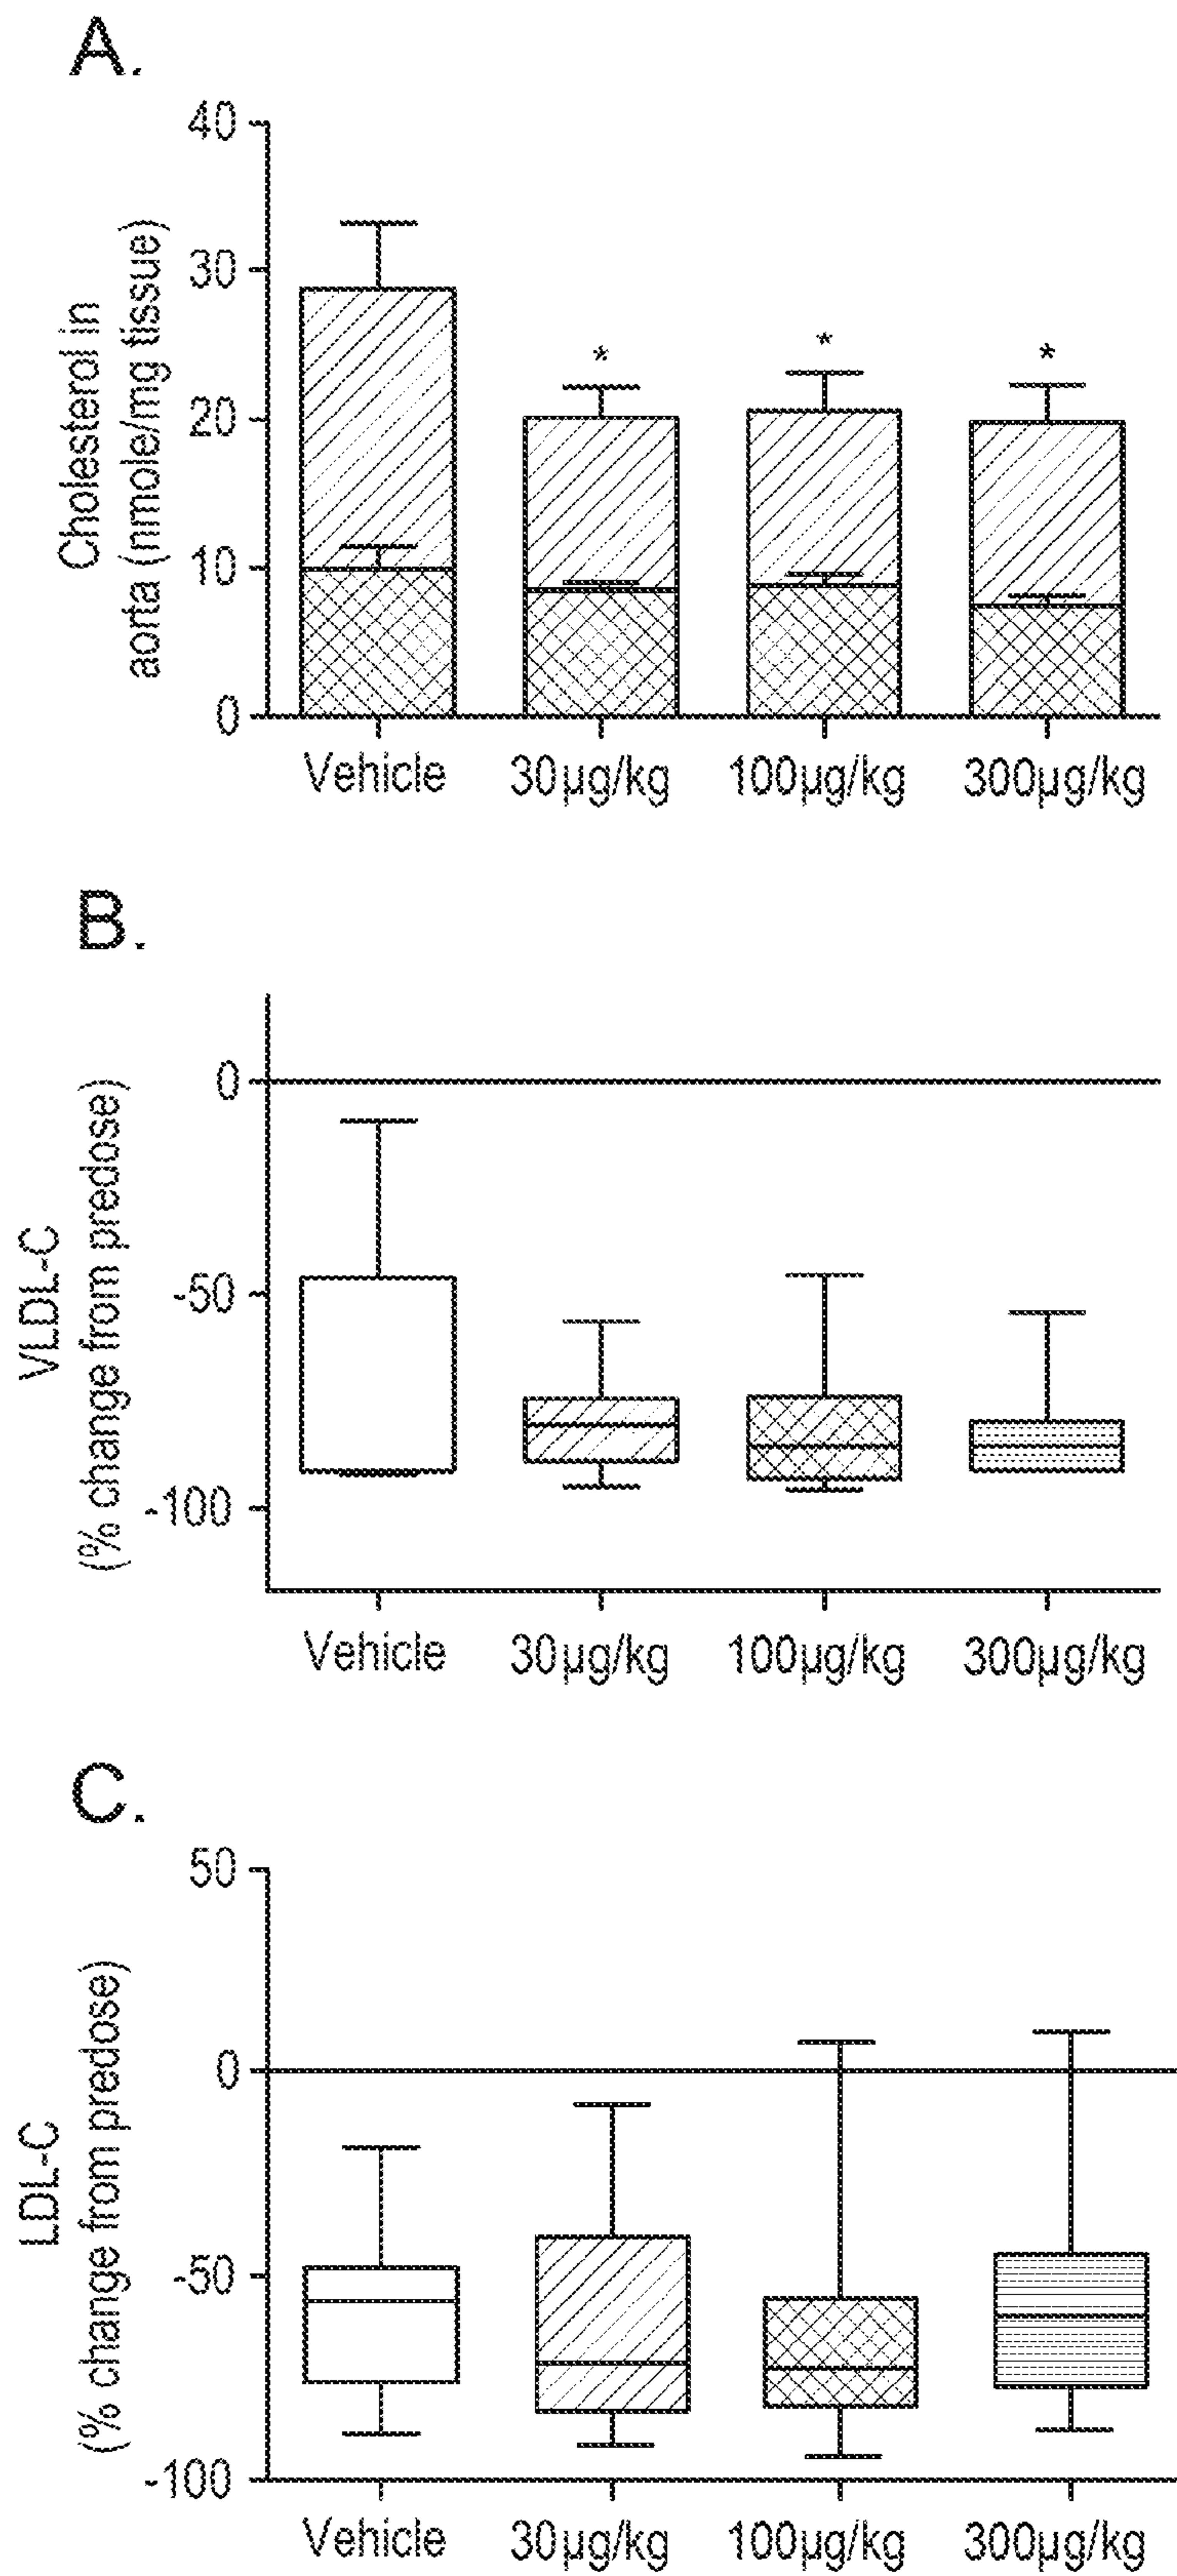 A.
Cholesterol in
aorta (nmole/mg tissue)
40
30
20
10
0
*
*
*
Vehicle 30µg/kg 100µg/kg 300µg/kg
B.
VLDL-C
(% change from predose)
0
-50
-100
Vehicle 30µg/kg 100µg/kg 300µg/kg
C.
LDL-C
(% change from predose)
50
0
-50
-100
Vehicle 30µg/kg 100µg/kg 300µg/kg